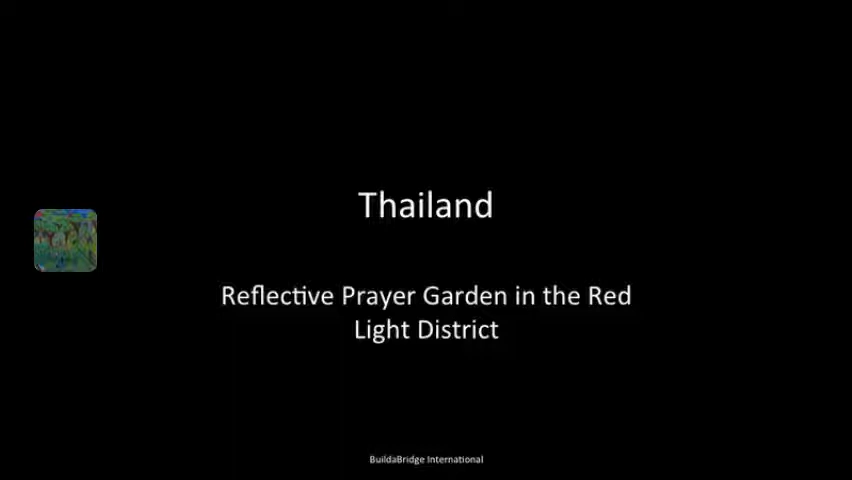 Thailand
Reflective Prayer Garden in the Red
Light District
BuildaBridge International